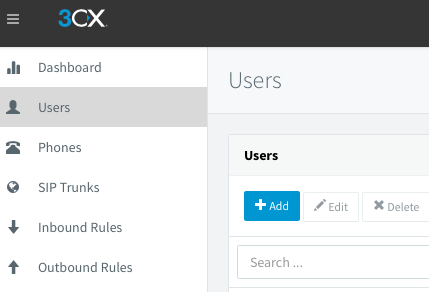 3CX
Dashboard
Users
Phones
SIP Trunks
Inbound Rules
Outbound Rules
Users
Users
Add
Edit
Delete
Search ...